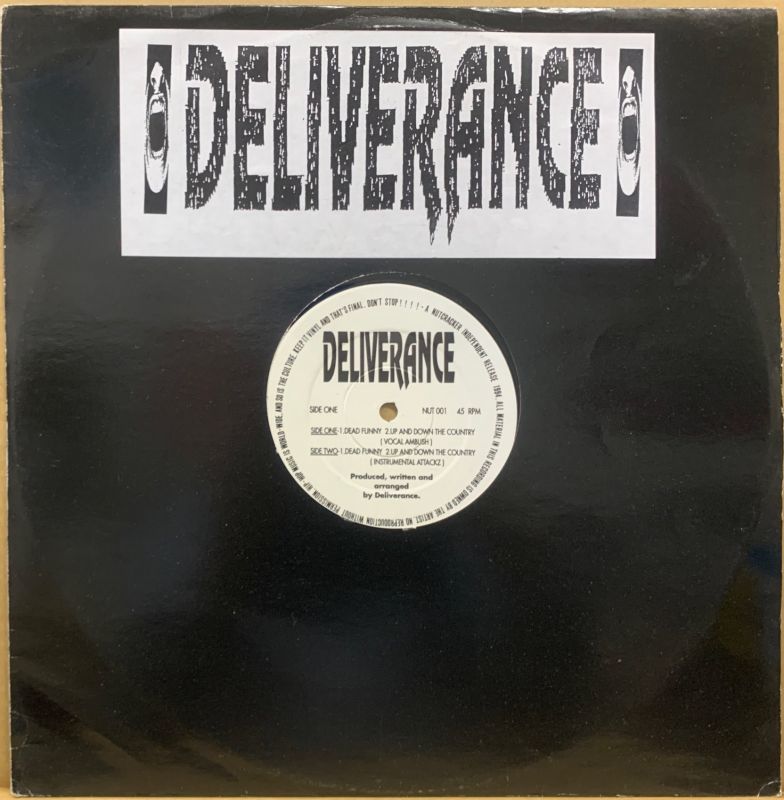 DELIVERANCE
HIP HOP MUSIC IS WORLD-WIDE, AND SO IS THE CULTURE. KEEP IT VINYL AND THAT'S FINAL. DON'T STOP ! ! ! ! - A NUTCRACKER INDEPENDENT RELEASE 1994. ALL MATERIAL IN THIS RECORDING IS OWNED BY THE ARTIST. NO REPRODUCTION WITHOUT PERMISSION.
DELIVERANCE
SIDE ONE NUT 001 45 RPM
SIDE ONE-1.DEAD FUNNY 2.UP AND DOWN THE COUNTRY
( VOCAL AMBUSH )
SIDE TWO-1.DEAD FUNNY 2.UP AND DOWN THE COUNTRY
( INSTRUMENTAL ATTACKZ )
Produced, written and
arranged
by Deliverance.